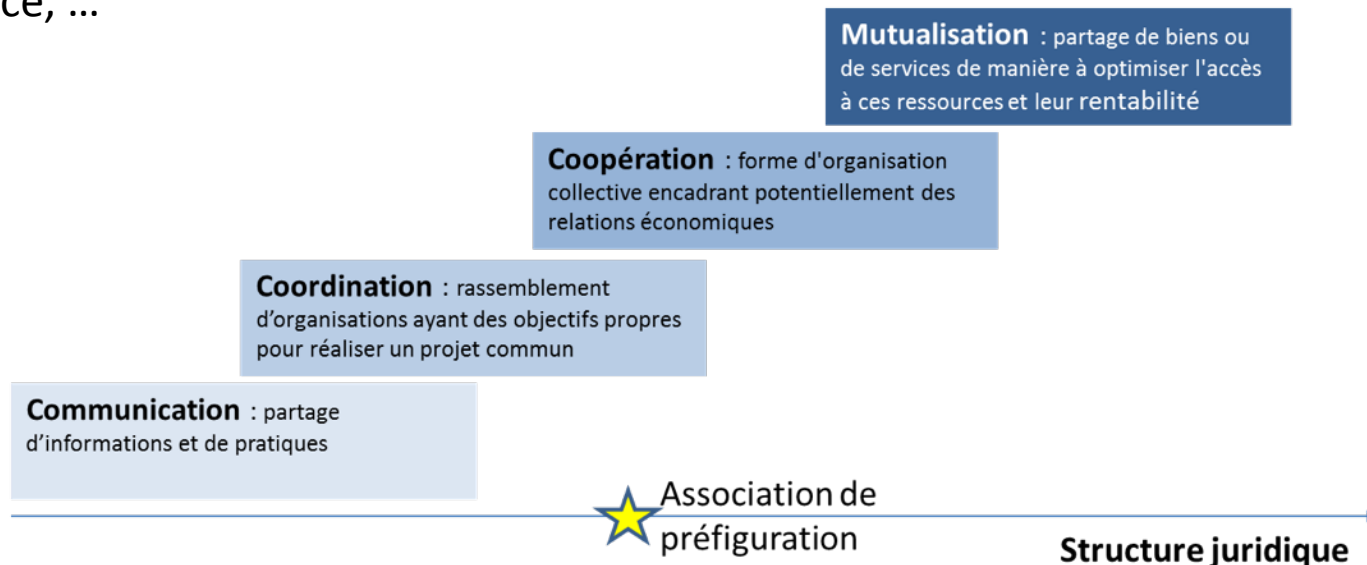 ce, ...
Mutualisation : partage de biens ou
de services de manière à optimiser l'accès
à ces ressources et leur rentabilité
Coopération : forme d'organisation
collective encadrant potentiellement des
relations économiques
Coordination : rassemblement
d’organisations ayant des objectifs propres
pour réaliser un projet commun
Communication : partage
d’informations et de pratiques
Association de
préfiguration
Structure juridique